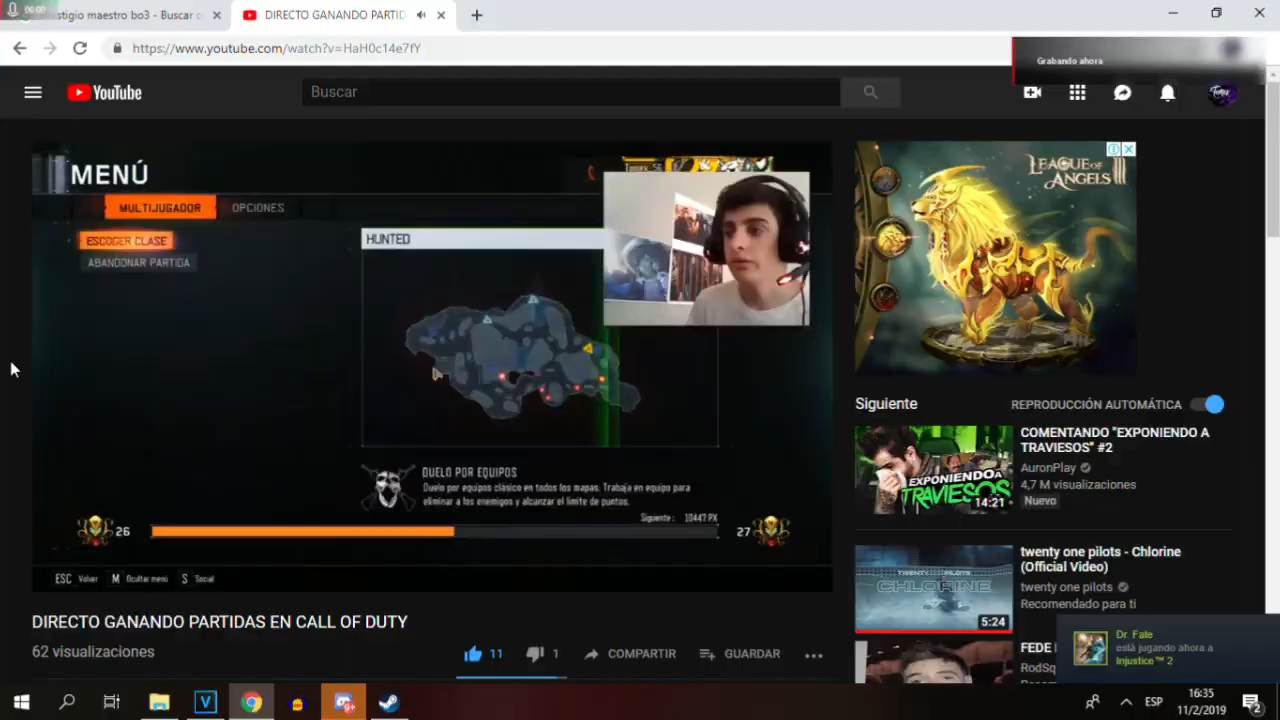 estigio maestro bo3 - Buscar c
DIRECTO GANANDO PARTID
https://www.youtube.com/watch?v=HaH0c14e7fY
Grabando ahora
YouTube
Buscar
MENÚ
MULTIJUGADOR
OPCIONES
ESCOGER CLASE
ABANDONAR PARTIDA
HUNTED
DUELO POR EQUIPOS
Duelo por equipos clásico en todos los mapas. Trabaja en equipo para
eliminar a los enemigos y alcanzar el límite de puntos.
Siguiente: 10447 PX
26
27
ESC Volver M Ocultar menú S Social
DIRECTO GANANDO PARTIDAS EN CALL OF DUTY
62 visualizaciones
11
1
COMPARTIR
GUARDAR
LEAGUE OF
ANGELS III
Siguiente
REPRODUCCIÓN AUTOMÁTICA
EXPONIENDO A
TRAVIESOS
14:21
COMENTANDO "EXPONIENDO A
TRAVIESOS" #2
AuronPlay
4,7 M visualizaciones
Nuevo
TWENTY ONE PILOTS
CHLORINE
5:24
twenty one pilots - Chlorine
(Official Video)
twenty one pilots
Recomendado para ti
FEDE
RodSq
Dr Fate
está jugando ahora a
Injustice™ 2
ESP
16:35
11/2/2019
2